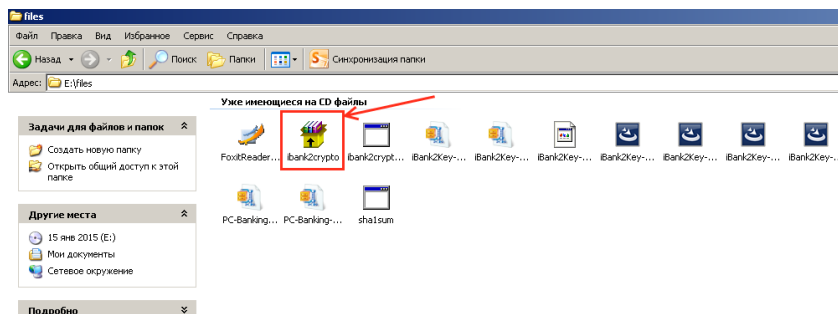 files
Файл Правка Вид Избранное Сервис Справка
Назад Поиск Папки Синхронизация папки
Адрес: E:\files
Уже имеющиеся на CD файлы
Задачи для файлов и папок
Создать новую папку
Открыть общий доступ к этой
папке
FoxitReader... ibank2crypto ibank2crypt... iBank2Key-... iBank2Key-... iBank2Key-... iBank2Key-... iBank2Key-... iBank2Key-... iBank2Key-...
Другие места
PC-Banking... PC-Banking-... sha1sum
15 янв 2015 (E:)
Мои документы
Сетевое окружение
Подробно